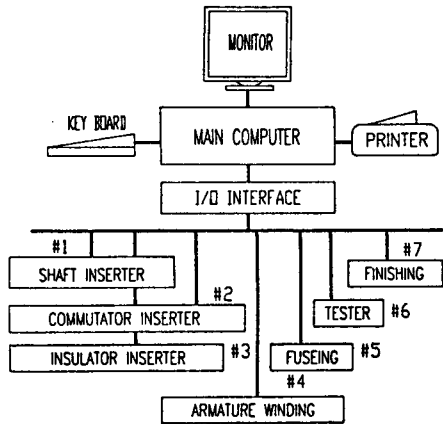 MONITOR
KEY BOARD
MAIN COMPUTER
PRINTER
I/O INTERFACE
#1
SHAFT INSERTER
#7
FINISHING
#2
COMMUTATOR INSERTER
TESTER #6
INSULATOR INSERTER #3
FUSEING #5
#4
ARMATURE WINDING